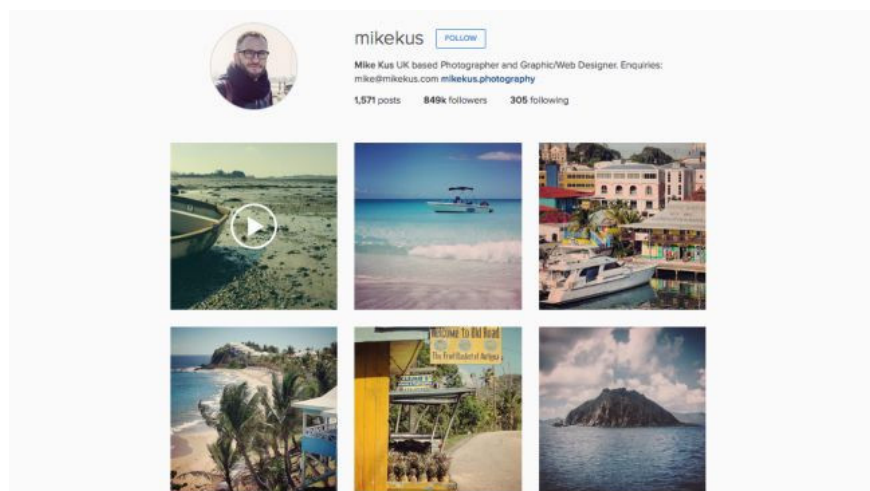 mikekus FOLLOW
Mike Kus UK based Photographer and Graphic/Web Designer. Enquiries:
mike@mikekus.com mikekus.photography
1,571 posts 849k followers 305 following
Welcome to Old Road
The Fruit Basket of Antigua